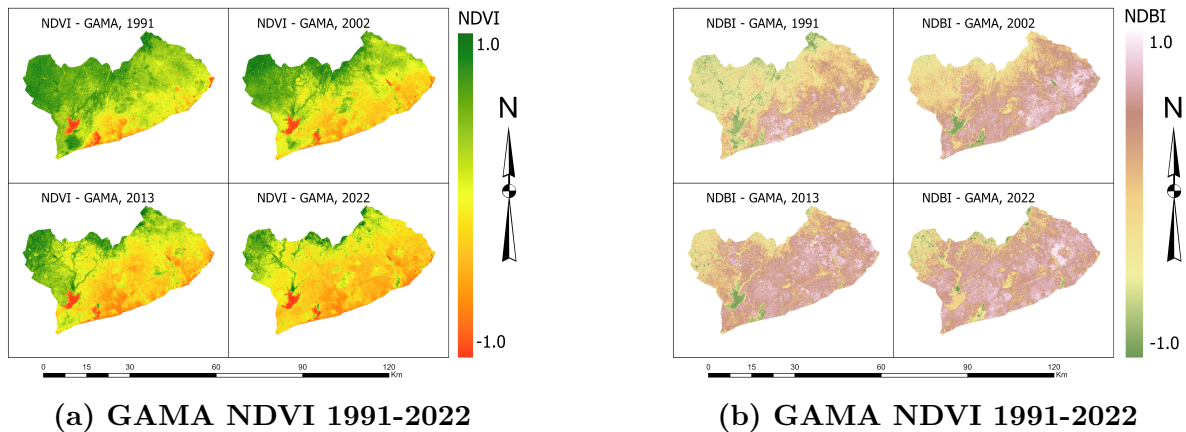 NDVI - GAMA, 1991
NDVI - GAMA, 2002
NDVI
1.0
N
NDVI - GAMA, 2013
NDVI - GAMA, 2022
-1.0
0 15 30 60 90 120
Km
(a) GAMA NDVI 1991-2022
NDBI - GAMA, 1991
NDBI - GAMA, 2002
NDBI
1.0
N
NDBI - GAMA, 2013
NDBI - GAMA, 2022
-1.0
0 15 30 60 90 120
Km
(b) GAMA NDVI 1991-2022